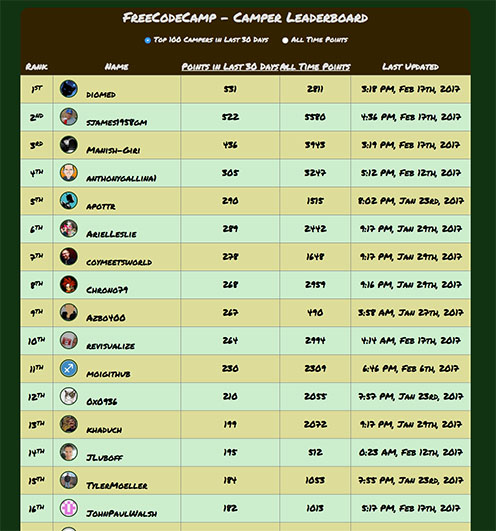 FreeCodeCamp - Camper Leaderboard
Top 100 Campers in Last 30 Days All Time Points
Rank Name Points in Last 30 Days All Time Points Last Updated
1st diomed 531 2811 3:18 PM, Feb 17th, 2017
2nd sjames1958gm 522 5580 4:36 PM, Feb 17th, 2017
3rd Manish-Giri 436 3943 3:19 PM, Feb 17th, 2017
4th anthonygallina1 305 3247 5:12 PM, Feb 12th, 2017
5th apottr 290 1515 8:02 PM, Jan 23rd, 2017
6th ArielLeslie 289 2442 9:17 PM, Jan 29th, 2017
7th coymeetsworld 278 1648 9:17 PM, Jan 29th, 2017
8th Chrono79 268 2959 9:16 PM, Jan 29th, 2017
9th Azbo400 267 490 3:58 AM, Jan 27th, 2017
10th revisualize 264 2994 4:14 AM, Feb 17th, 2017
11th moigithub 230 2309 6:46 PM, Feb 6th, 2017
12th 0x0936 210 2055 7:57 PM, Jan 23rd, 2017
13th khaduch 199 2072 9:17 PM, Jan 29th, 2017
14th JLuboff 195 512 0:23 AM, Feb 12th, 2017
15th TylerMoeller 184 1053 7:55 PM, Jan 23rd, 2017
16th JohnPaulWalsh 182 1013 5:17 PM, Feb 17th, 2017